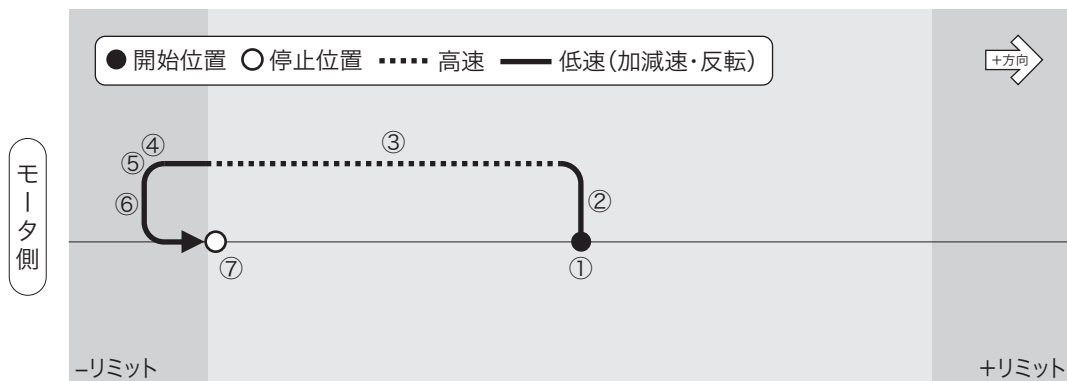 ● 開始位置 ○ 停止位置 ····· 高速 — 低速(加減速・反転)
+方向
モータ側
③
④
⑤
⑥
②
⑦
①
−リミット
+リミット